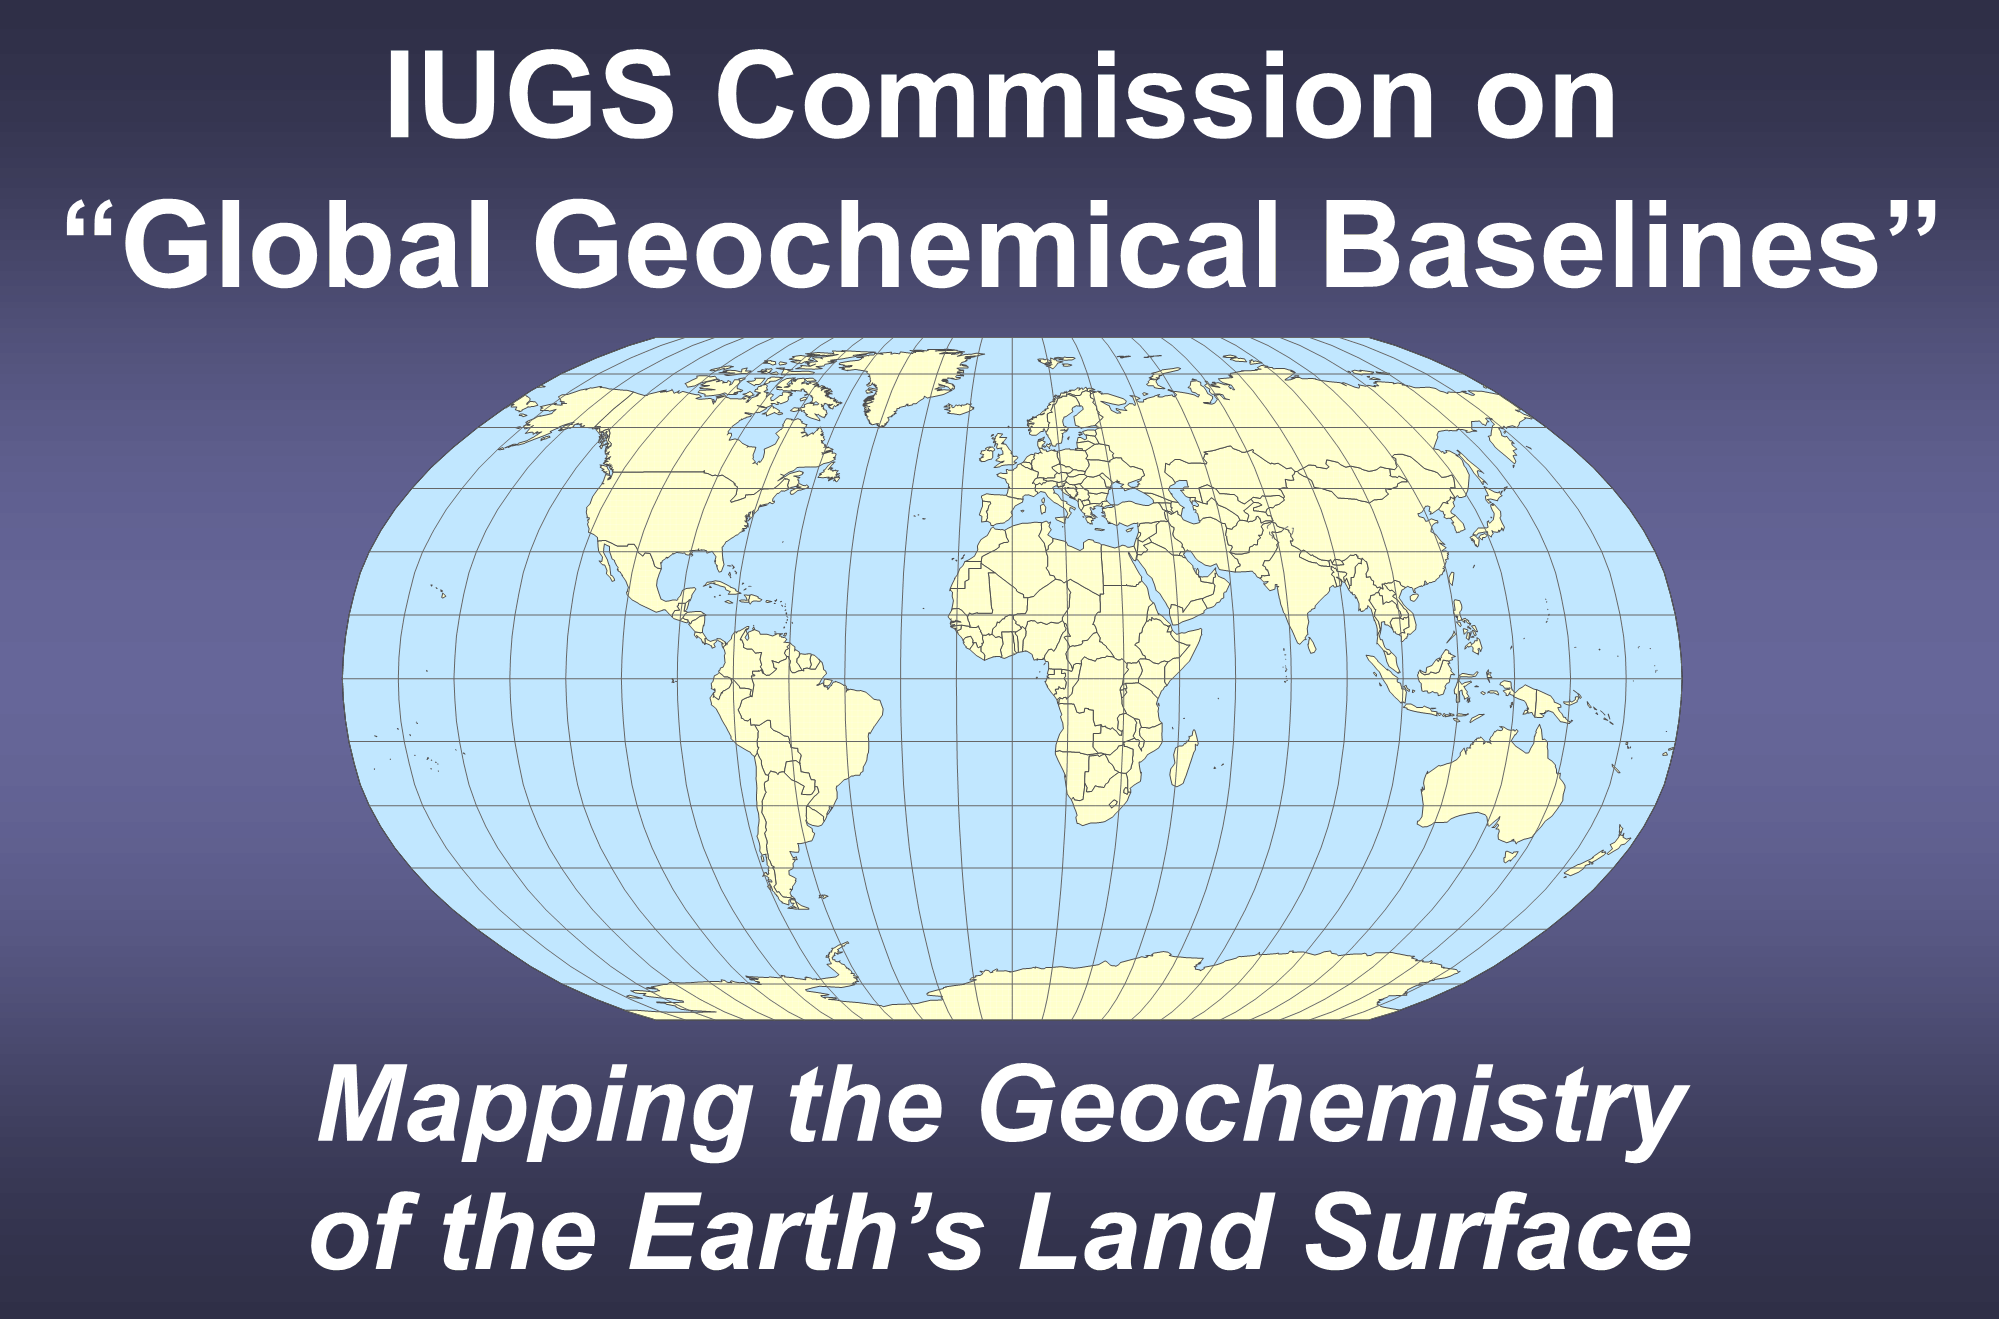 IUGS Commission on
“Global Geochemical Baselines”
Mapping the Geochemistry
of the Earth’s Land Surface